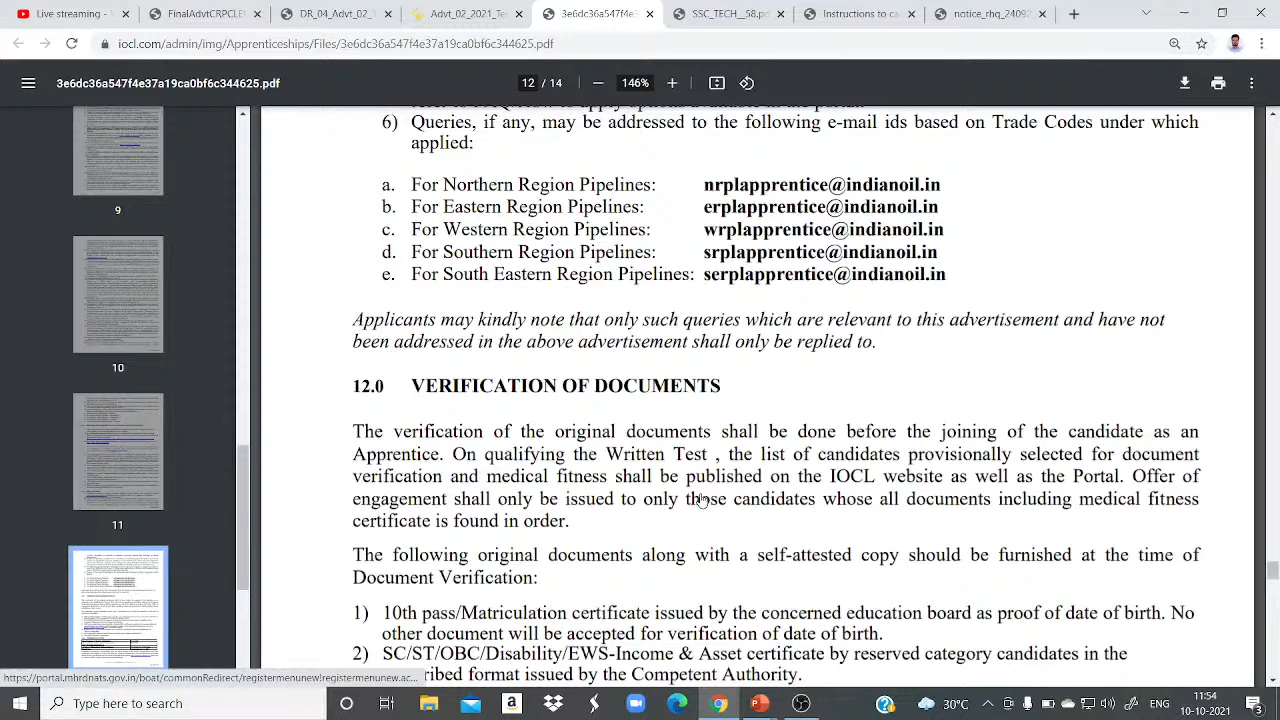 Live streaming -
FinalAdvtCRPCLE
DR_04_Advt_02_1
Advt_02_2021_Te
3e6dc36a547f4e3
SSC_TECH_58.pd
Instructions to ca
notice_rhq_24092
iocl.com/admin/img/Apprenticeships/Files/3e6dc36a547f4e37a19ca0bf6c344625.pdf
3e6dc36a547f4e37a19ca0bf6c344625.pdf
12 / 14
146%
9
10
11
6) Queries, if any, may be addressed to the following e-mail ids based on Trade Codes under which
applied:
a. For Northern Region Pipelines: nrplapprentice@indianoil.in
b. For Eastern Region Pipelines: erplapprentice@indianoil.in
c. For Western Region Pipelines: wrplapprentice@indianoil.in
d. For Southern Region Pipelines: srplapprentice@indianoil.in
e. For South Eastern Region Pipelines: serplapprentice@indianoil.in
Applicants may kindly note that only such queries which are relevant to this advertisement and have not
been addressed in the above advertisement shall only be replied to.
12.0 VERIFICATION OF DOCUMENTS
The verification of the original documents shall be done before the joining of the candidate as an
Apprentice. On qualifying the Written Test , the list of candidates provisionally selected for document
verification and medical fitness shall be published on the IOCL website as well as the Portal. Offer of
engagement shall only be issued to only those candidates whose all documents including medical fitness
certificate is found in order.
The following original documents along with a self-attested copy should be furnished at the time of
Document Verification:
1) 10th pass/Matriculation certificate issued by the concerned education board as proof of date of birth. No
other document will be accepted for verification of date of birth.
2) SC/ST/OBC/Disability/EWS-Income & Asset certificate by reserved category candidates in the
ribed format issued by the Competent Authority.
https://portal.mhrdnats.gov.in/boat/commonRedirect/registermenunew!registermenunew.ac...
Type here to search
30°C
ENG
11:54
10-10-2021